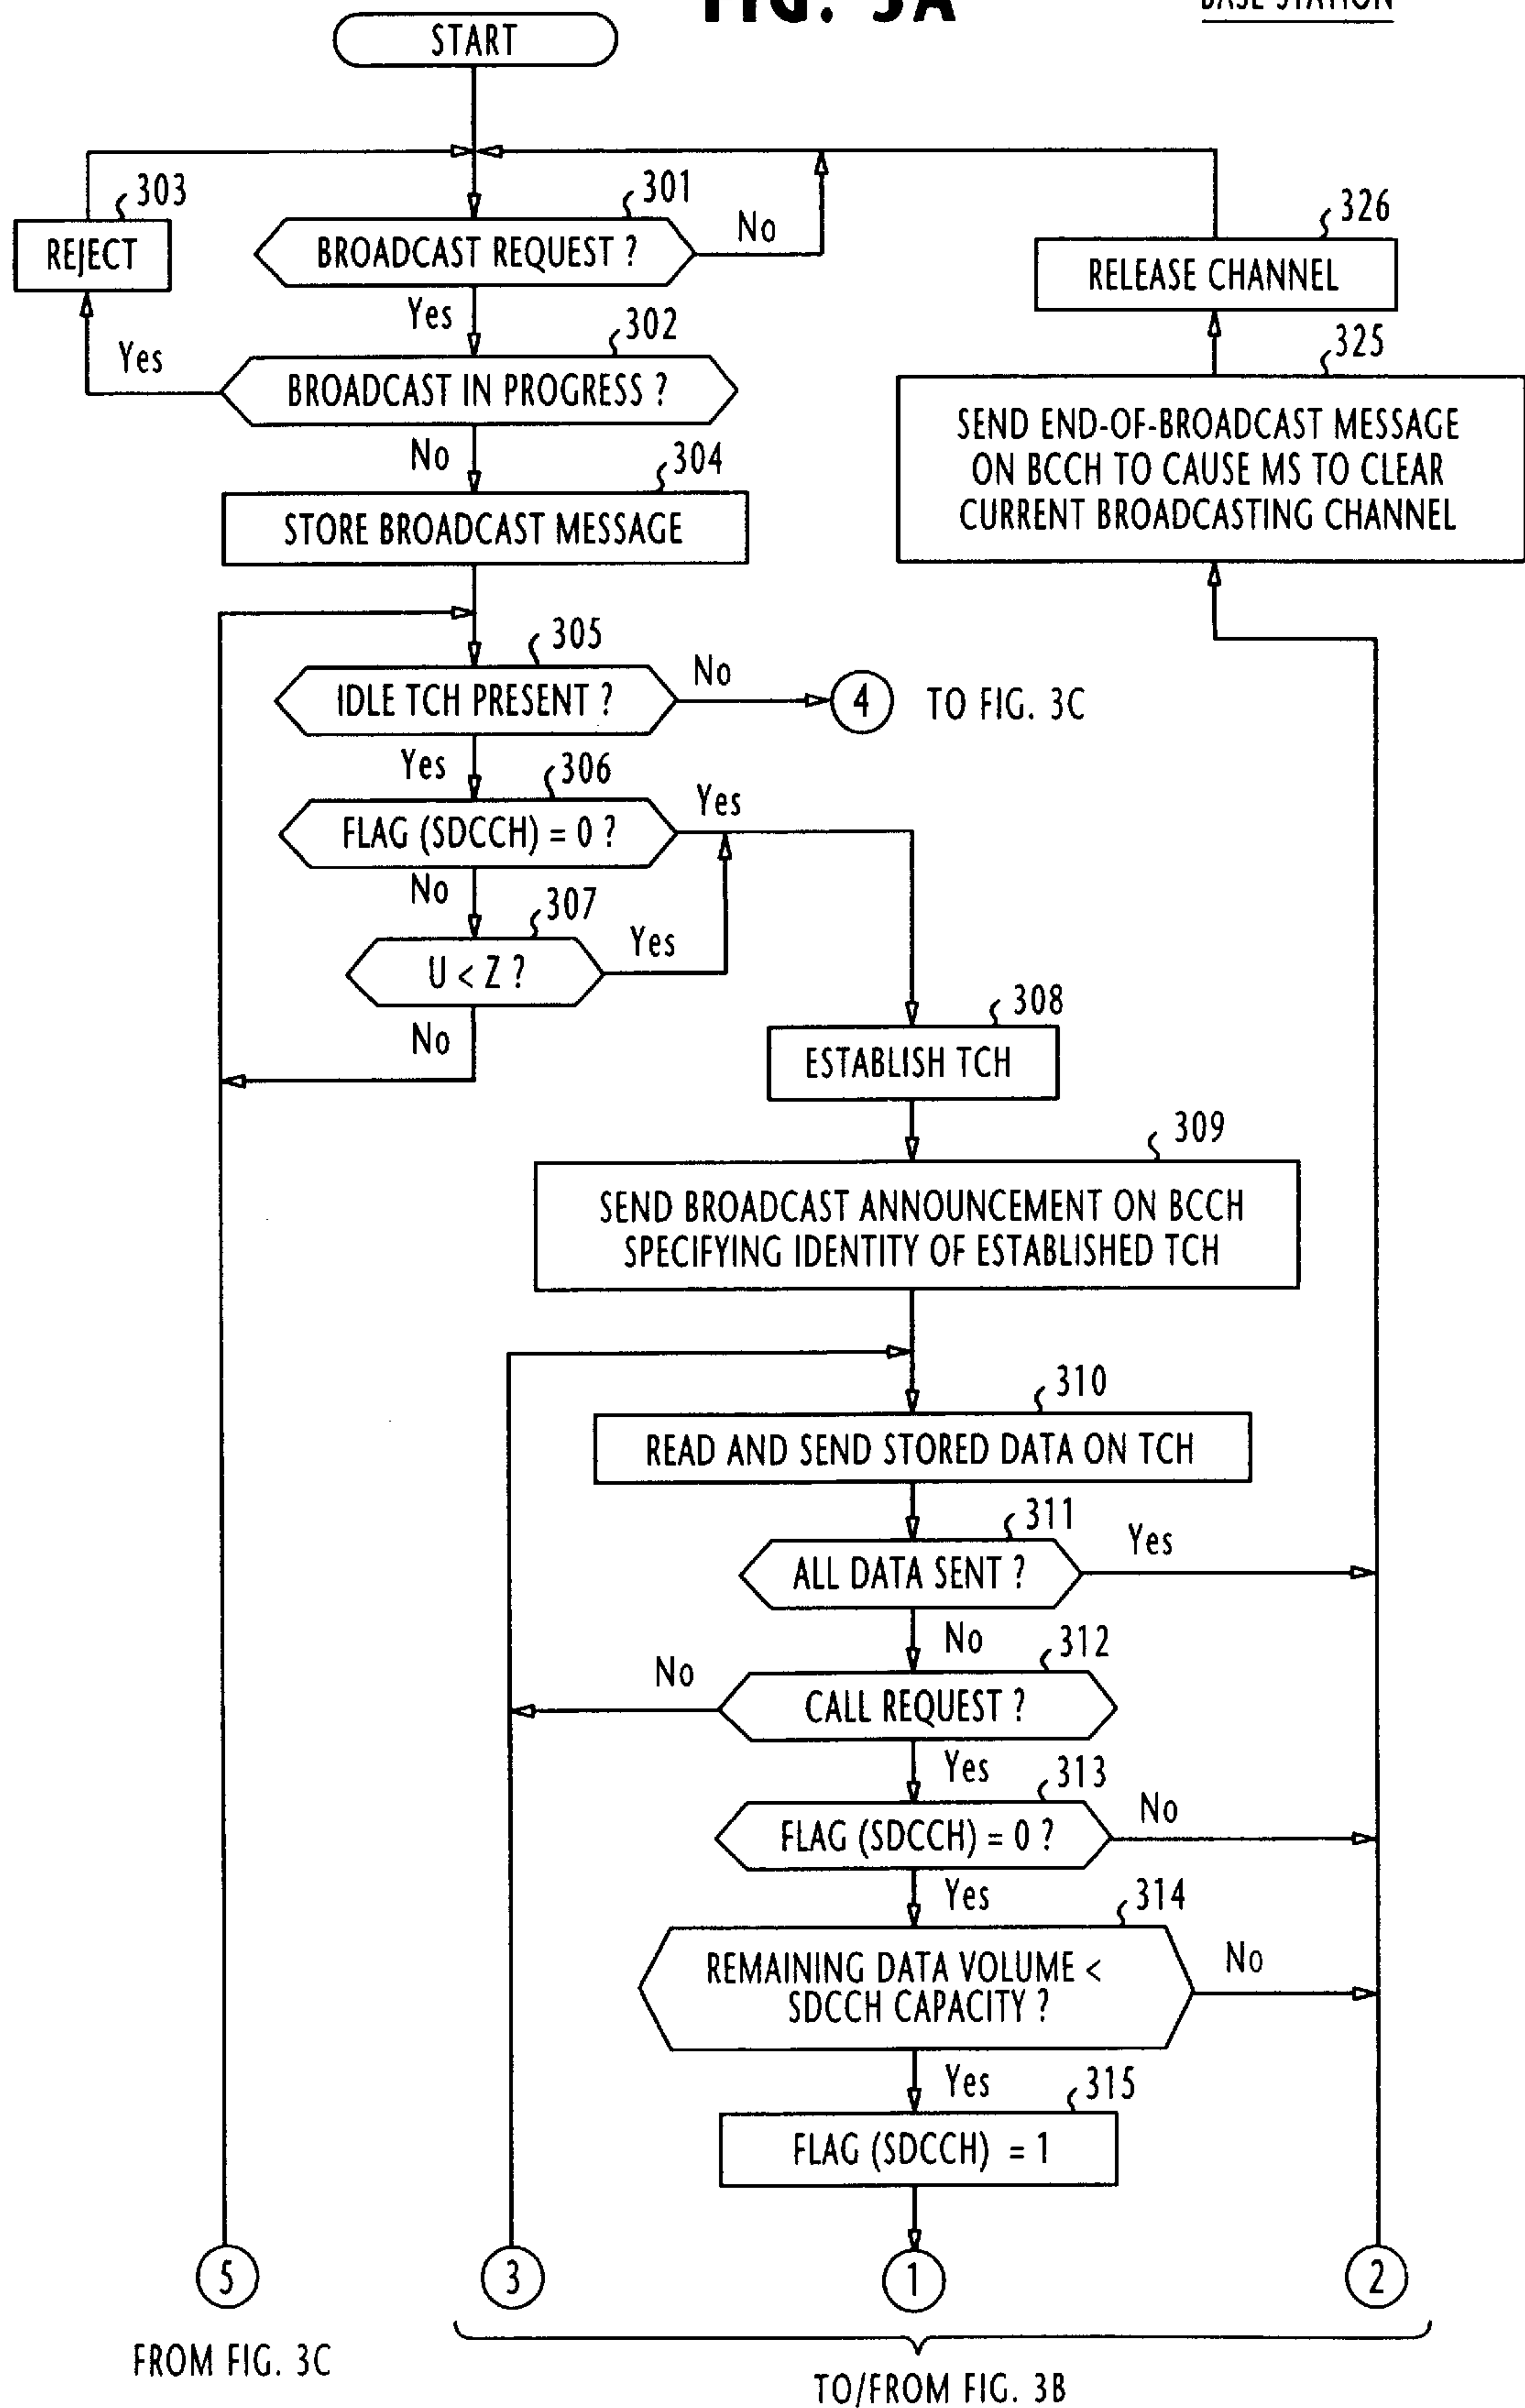 FIG. 3A
BASE STATION
START
303
301
326
REJECT
BROADCAST REQUEST ?
No
RELEASE CHANNEL
Yes
302
325
Yes
BROADCAST IN PROGRESS ?
SEND END-OF-BROADCAST MESSAGE
ON BCCH TO CAUSE MS TO CLEAR
CURRENT BROADCASTING CHANNEL
No
304
STORE BROADCAST MESSAGE
305
No
IDLE TCH PRESENT ?
4
TO FIG. 3C
Yes
306
Yes
FLAG (SDCCH) = 0 ?
No
307
Yes
U < Z ?
308
No
ESTABLISH TCH
309
SEND BROADCAST ANNOUNCEMENT ON BCCH
SPECIFYING IDENTITY OF ESTABLISHED TCH
310
READ AND SEND STORED DATA ON TCH
311
Yes
ALL DATA SENT ?
No
312
No
CALL REQUEST ?
Yes
313
No
FLAG (SDCCH) = 0 ?
Yes
314
REMAINING DATA VOLUME <
SDCCH CAPACITY ?
No
Yes
315
FLAG (SDCCH) = 1
5
3
1
2
FROM FIG. 3C
TO/FROM FIG. 3B